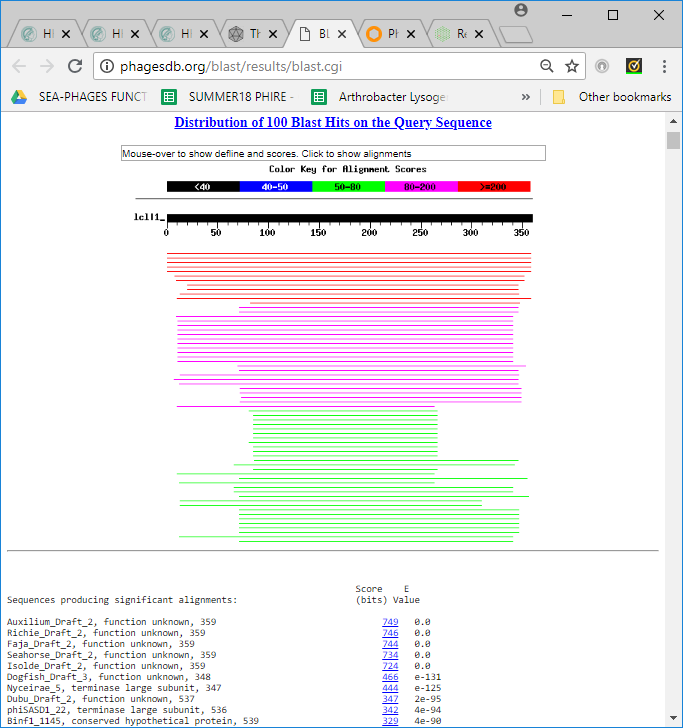 HI
HI
HI
Th
BL
Ph
Re
phagesdb.org/blast/results/blast.cgi
SEA-PHAGES FUNCT
SUMMER18 PHIRE -
Arthrobacter Lysoge
»
Other bookmarks
Distribution of 100 Blast Hits on the Query Sequence
Mouse-over to show defline and scores. Click to show alignments
Color Key for Alignment Scores
<40 40-50 50-80 80-200 >=200
lcl|1_
0 50 100 150 200 250 300 350
Score E
Sequences producing significant alignments: (bits) Value
Auxilium_Draft_2, function unknown, 359 749 0.0
Richie_Draft_2, function unknown, 359 746 0.0
Faja_Draft_2, function unknown, 359 744 0.0
Seahorse_Draft_2, function unknown, 359 734 0.0
Isolde_Draft_2, function unknown, 359 724 0.0
Dogfish_Draft_3, function unknown, 348 466 e-131
Nyceirae_5, terminase large subunit, 347 444 e-125
Dubu_Draft_2, function unknown, 537 347 2e-95
phiSASD1_22, terminase large subunit, 536 342 4e-94
Binf1_1145, conserved hypothetical protein, 539 329 4e-90